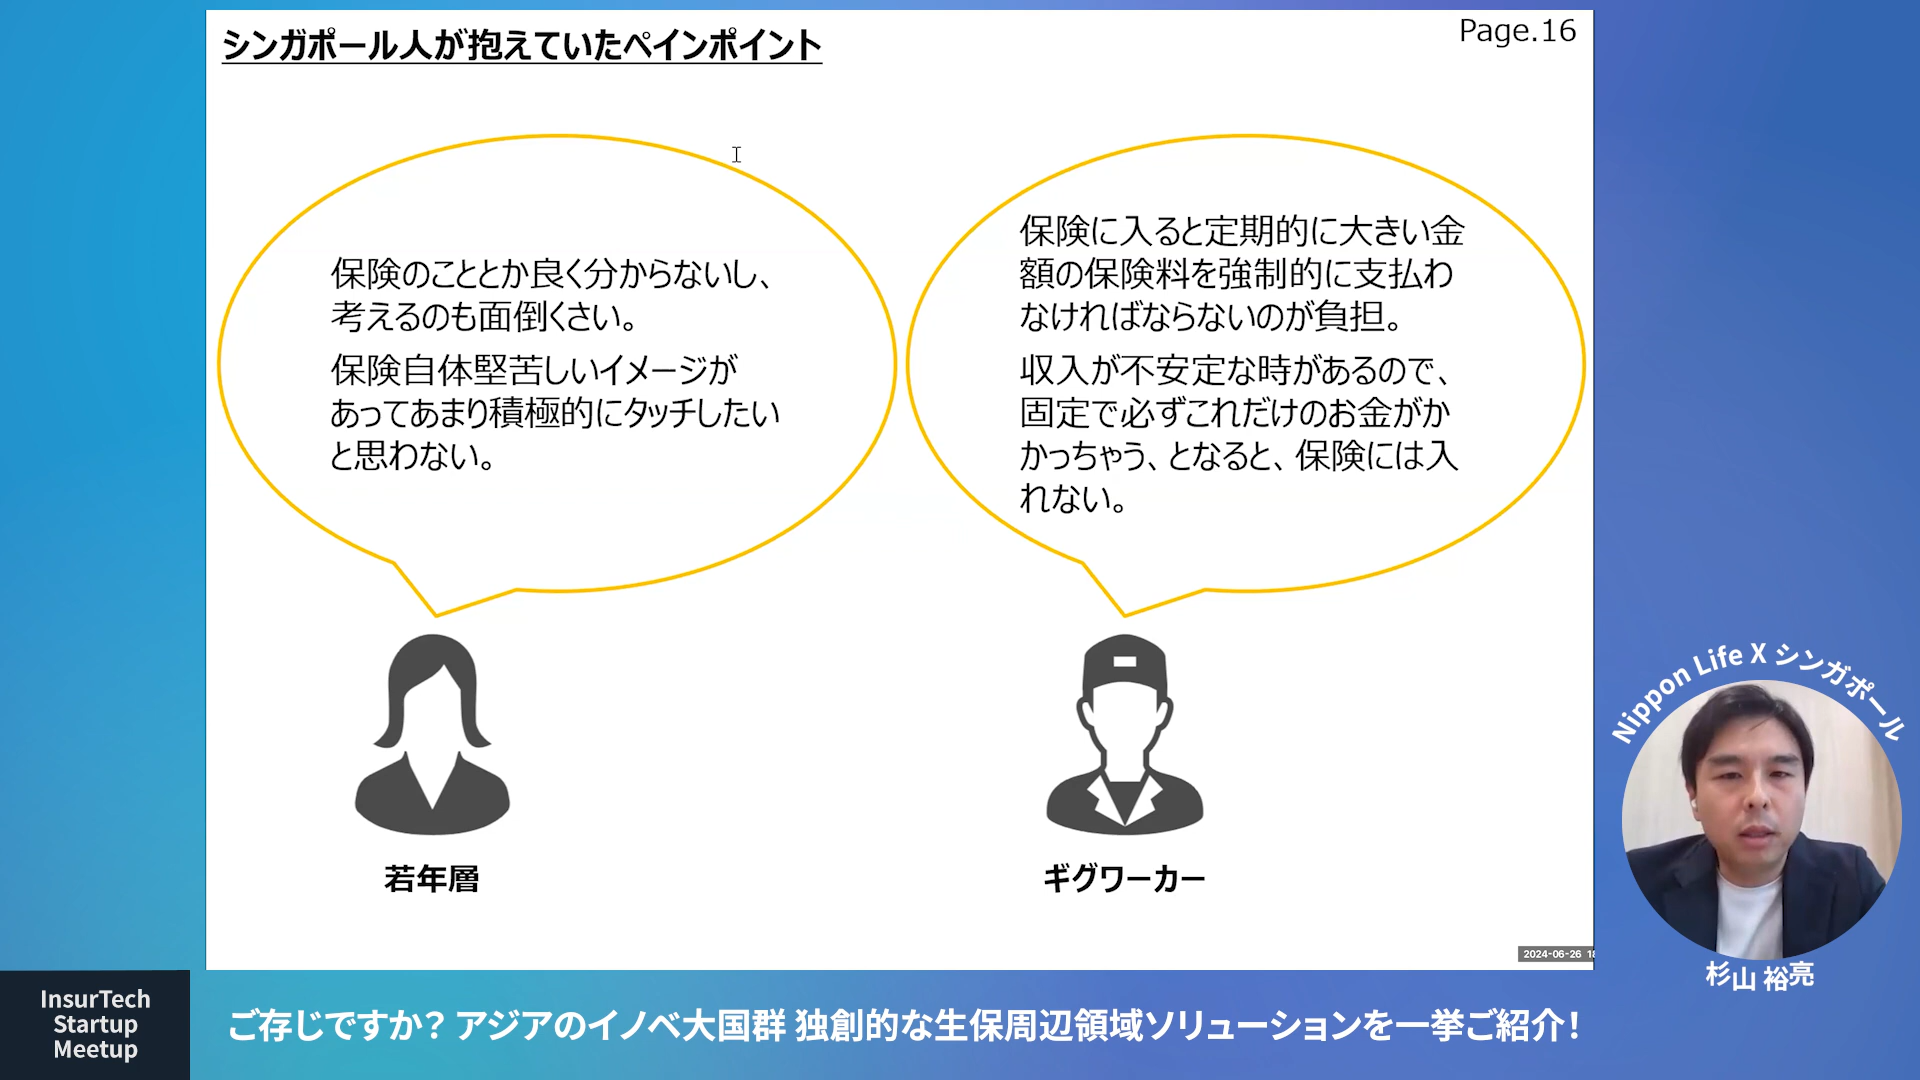 シンガポール人が抱えていたペインポイント
Page.16
保険のこととか良く分からないし、
考えるのも面倒くさい。
保険自体堅苦しいイメージが
あってあまり積極的にタッチしたい
と思わない。
保険に入ると定期的に大きい金
額の保険料を強制的に支払わ
なければならないのが負担。
収入が不安定な時があるので、
固定で必ずこれだけのお金がか
かっちゃう、となると、保険には入
れない。
若年層
ギグワーカー
2024-06-26
Nippon Life X シンガポール
杉山 裕亮
InsurTech
Startup
Meetup
ご存じですか？ アジアのイノベ大国群 独創的な生保周辺領域ソリューションを一挙ご紹介！